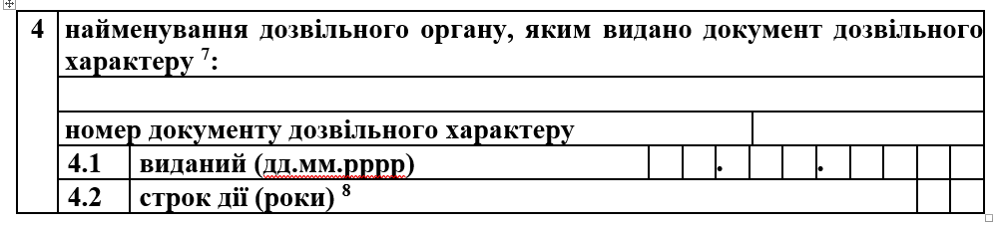 4 найменування дозвільного органу, яким видано документ дозвільного
характеру ⁷:
номер документу дозвільного характеру
4.1 виданий (дд.мм.рррр) . .
4.2 строк дії (роки) ⁸